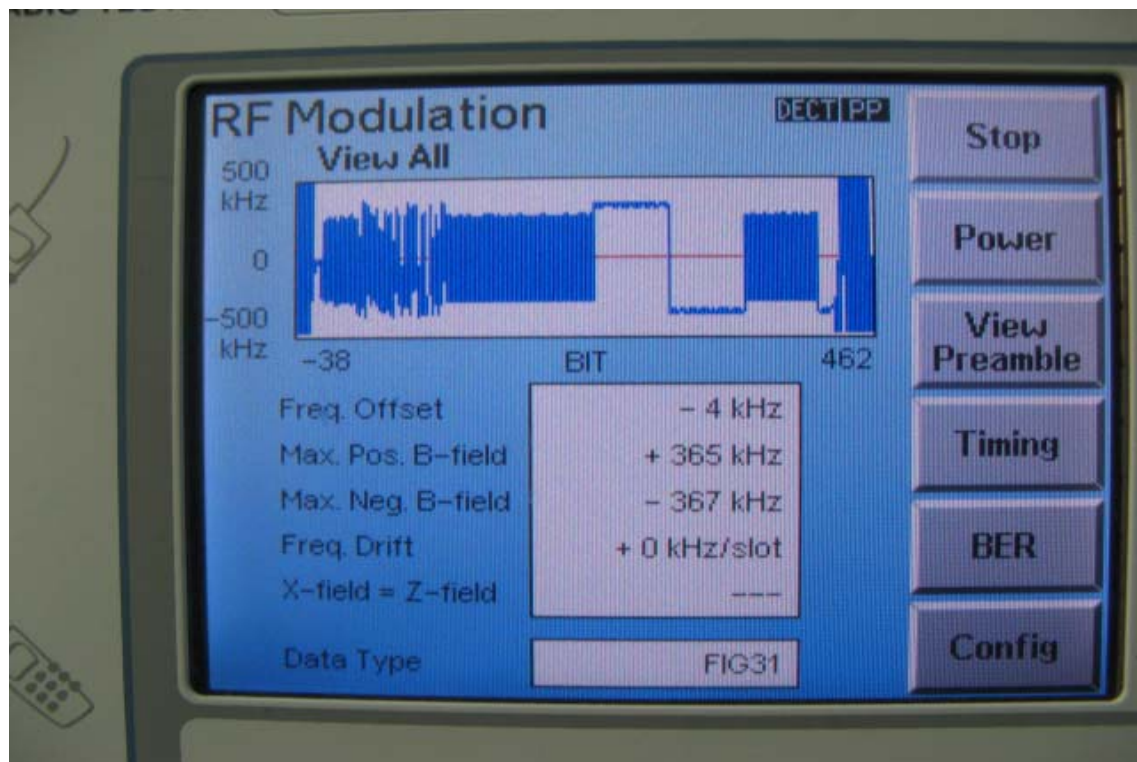 RF Modulation
DECT PP
View All
500
kHz
0
-500
kHz
-38
BIT
462
Freq. Offset
- 4 kHz
Max. Pos. B-field
+ 365 kHz
Max. Neg. B-field
- 367 kHz
Freq. Drift
+ 0 kHz/slot
X-field = Z-field
---
Data Type
FIG31
Stop
Power
View
Preamble
Timing
BER
Config